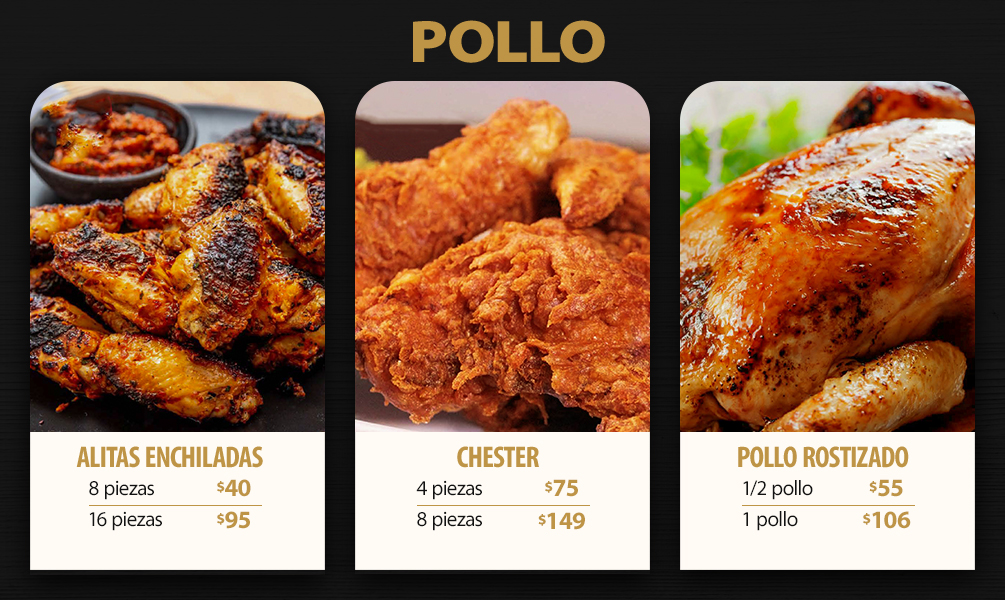 POLLO
ALITAS ENCHILADAS
8 piezas $40
16 piezas $95
CHESTER
4 piezas $75
8 piezas $149
POLLO ROSTIZADO
1/2 pollo $55
1 pollo $106